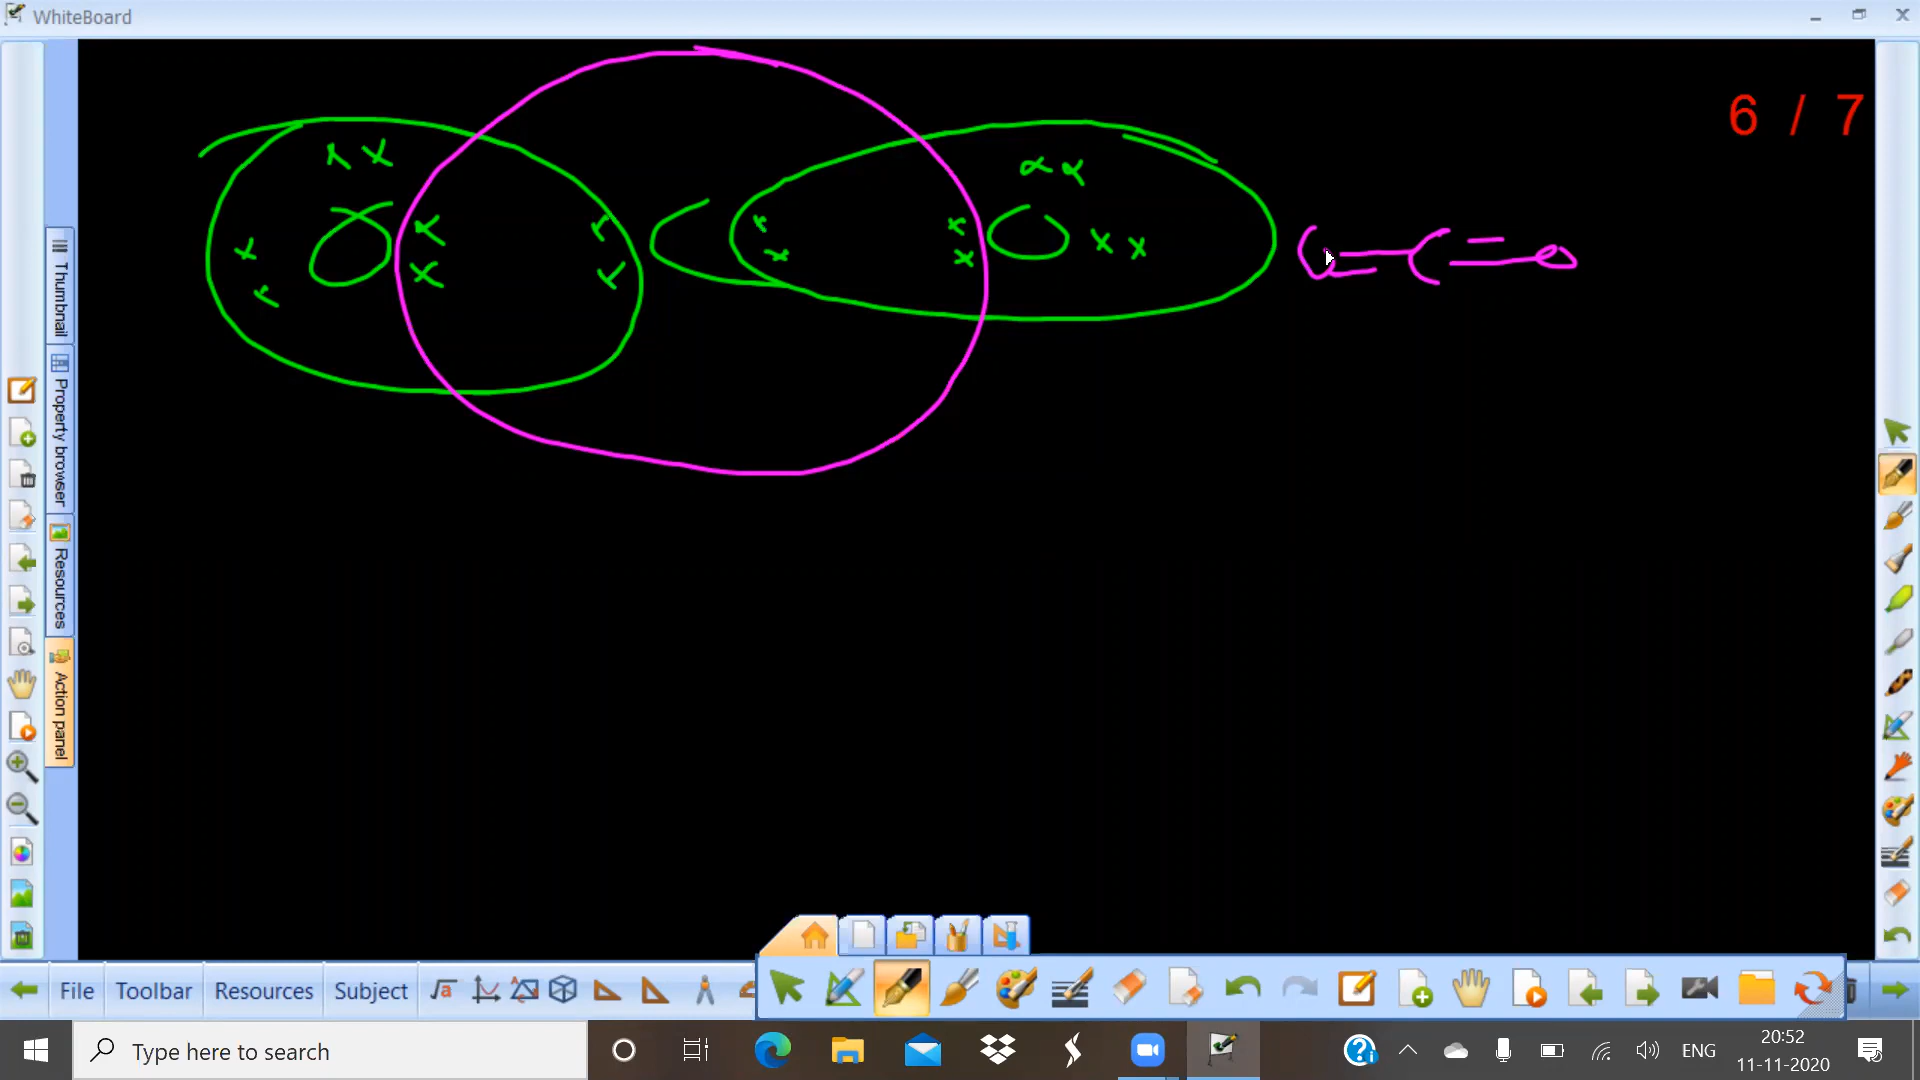 WhiteBoard
6 / 7
x x
x x
x x
x x
O
C
O
x x
x x
x x
x x
O = C = O
Thumbnail
Property browser
Resources
Action panel
File
Toolbar
Resources
Subject
Type here to search
ENG
20:52
11-11-2020